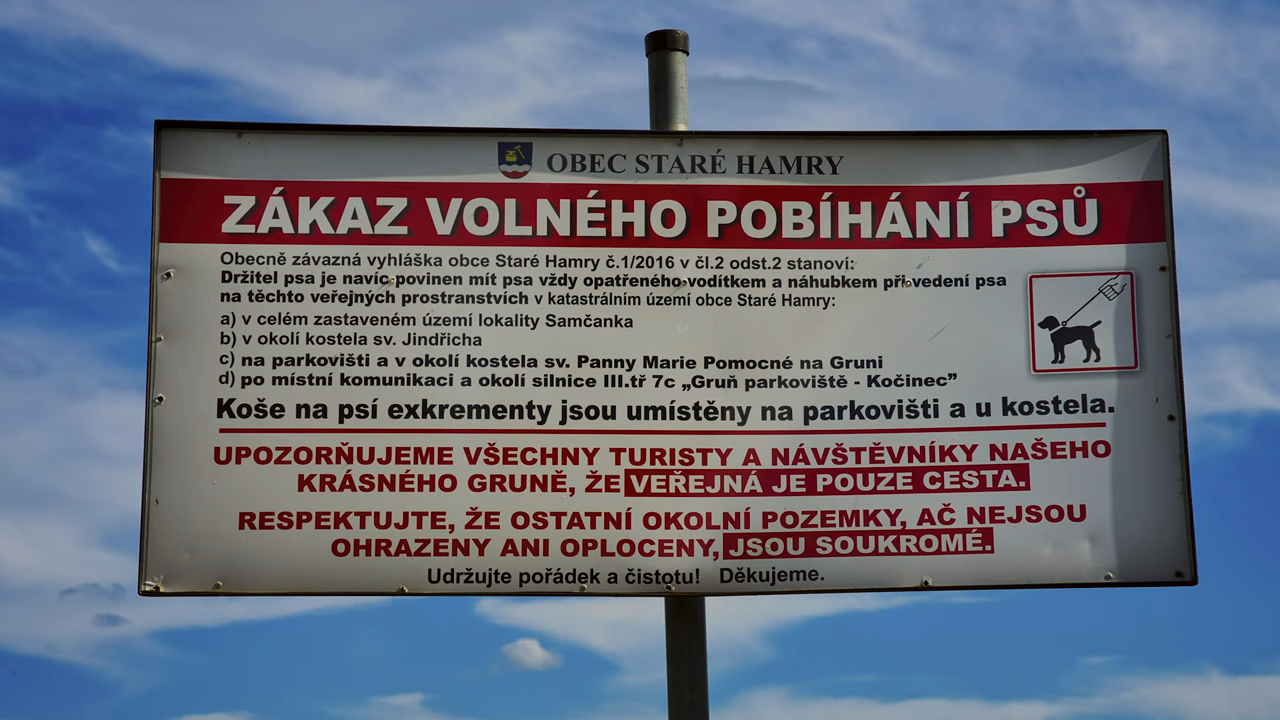 OBEC STARÉ HAMRY
ZÁKAZ VOLNÉHO POBÍHÁNÍ PSŮ
Obecně závazná vyhláška obce Staré Hamry č.1/2016 v čl.2 odst.2 stanoví:
Držitel psa je navíc povinen mít psa vždy opatřeného vodítkem a náhubkem při vedení psa
na těchto veřejných prostranstvích v katastrálním území obce Staré Hamry:
a) v celém zastaveném území lokality Samčanka
b) v okolí kostela sv. Jindřicha
c) na parkovišti a v okolí kostela sv. Panny Marie Pomocné na Gruni
d) po místní komunikaci a okolí silnice III.tř 7c „Gruň parkoviště - Kočinec”
Koše na psí exkrementy jsou umístěny na parkovišti a u kostela.
UPOZORŇUJEME VŠECHNY TURISTY A NÁVŠTĚVNÍKY NAŠEHO
KRÁSNÉHO GRUNĚ, ŽE VEŘEJNÁ JE POUZE CESTA.
RESPEKTUJTE, ŽE OSTATNÍ OKOLNÍ POZEMKY, AČ NEJSOU
OHRAZENY ANI OPLOCENY, JSOU SOUKROMÉ.
Udržujte pořádek a čistotu! Děkujeme.